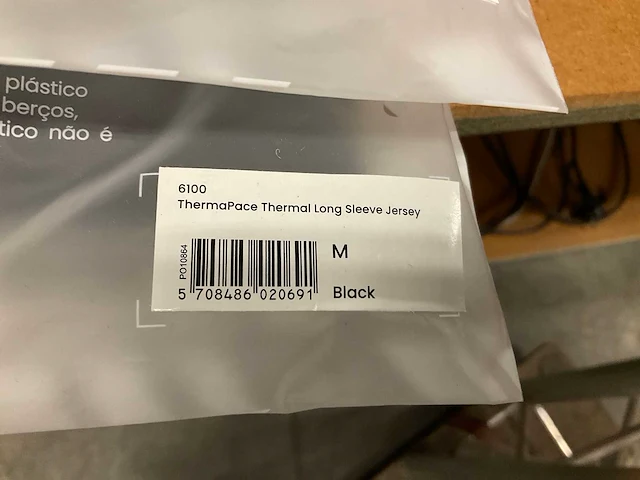 plástico
berços,
tico não é
6100
ThermaPace Thermal Long Sleeve Jersey
PO10864
M
5 708486 020691
Black